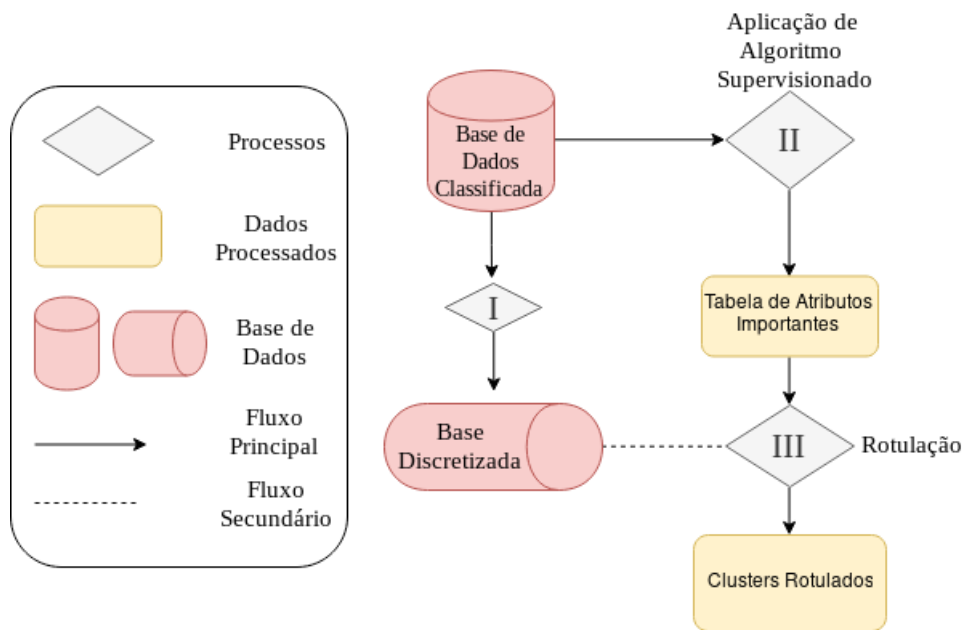 Processos
Dados
Processados
Base de
Dados
Fluxo
Principal
Fluxo
Secundário
Aplicação de
Algoritmo
Supervisionado
Base de
Dados
Classificada
II
I
Tabela de Atributos
Importantes
Base
Discretizada
III
Rotulação
Clusters Rotulados